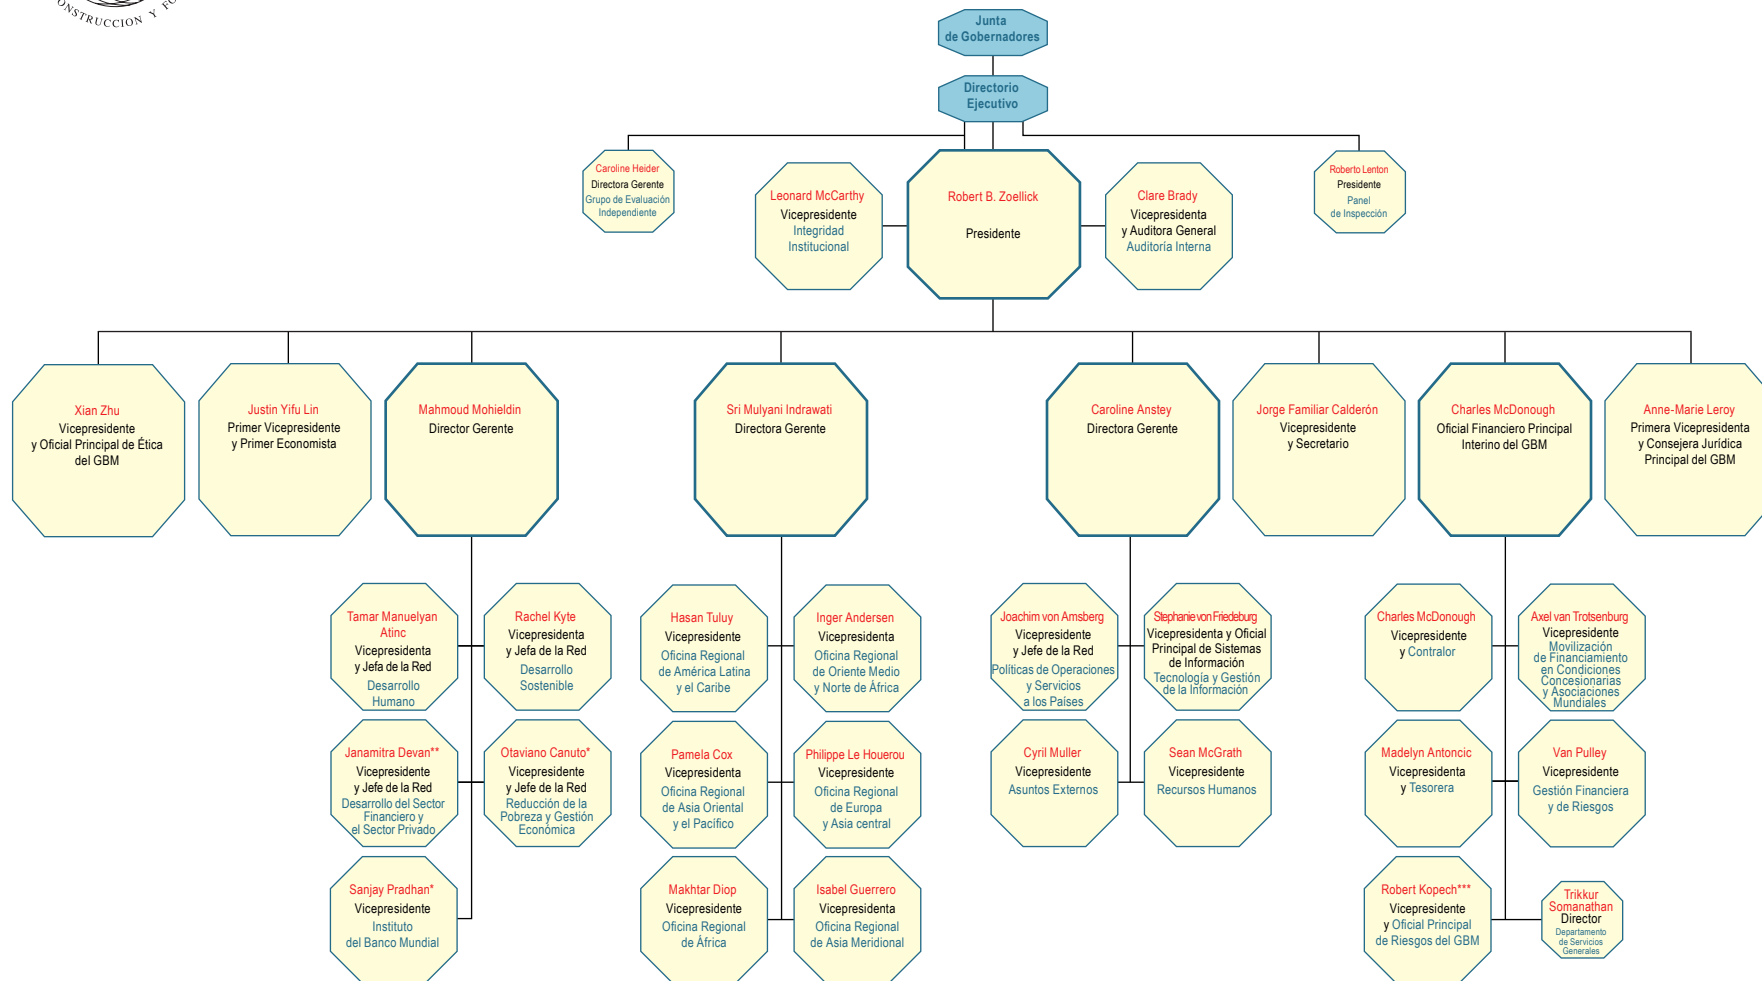 ONSTRUCCION Y FO
Junta
de Gobernadores
Directorio
Ejecutivo
Caroline Heider
Directora Gerente
Grupo de Evaluación
Independiente
Leonard McCarthy
Vicepresidente
Integridad
Institucional
Robert B. Zoellick
Presidente
Clare Brady
Vicepresidenta
y Auditora General
Auditoría Interna
Roberto Lenton
Presidente
Panel
de Inspección
Xian Zhu
Vicepresidente
y Oficial Principal de Ética
del GBM
Justin Yifu Lin
Primer Vicepresidente
y Primer Economista
Mahmoud Mohieldin
Director Gerente
Sri Mulyani Indrawati
Directora Gerente
Caroline Anstey
Directora Gerente
Jorge Familiar Calderón
Vicepresidente
y Secretario
Charles McDonough
Oficial Financiero Principal
Interino del GBM
Anne-Marie Leroy
Primera Vicepresidenta
y Consejera Jurídica
Principal del GBM
Tamar Manuelyan
Atinc
Vicepresidenta
y Jefa de la Red
Desarrollo
Humano
Rachel Kyte
Vicepresidenta
y Jefa de la Red
Desarrollo
Sostenible
Hasan Tuluy
Vicepresidente
Oficina Regional
de América Latina
y el Caribe
Inger Andersen
Vicepresidenta
Oficina Regional
de Oriente Medio
y Norte de África
Joachim von Amsberg
Vicepresidente
y Jefe de la Red
Políticas de Operaciones
y Servicios
a los Países
Stephanie von Friedeburg
Vicepresidenta y Oficial
Principal de Sistemas
de Información
Tecnología y Gestión
de la Información
Charles McDonough
Vicepresidente
y Contralor
Axel van Trotsenburg
Vicepresidente
Movilización
de Financiamiento
en Condiciones
Concesionarias
y Asociaciones
Mundiales
Janamitra Devan**
Vicepresidente
y Jefe de la Red
Desarrollo del Sector
Financiero y
el Sector Privado
Otaviano Canuto*
Vicepresidente
y Jefe de la Red
Reducción de la
Pobreza y Gestión
Económica
Pamela Cox
Vicepresidenta
Oficina Regional
de Asia Oriental
y el Pacífico
Philippe Le Houerou
Vicepresidente
Oficina Regional
de Europa
y Asia central
Cyril Muller
Vicepresidente
Asuntos Externos
Sean McGrath
Vicepresidente
Recursos Humanos
Madelyn Antoncic
Vicepresidenta
y Tesorera
Van Pulley
Vicepresidente
Gestión Financiera
y de Riesgos
Sanjay Pradhan*
Vicepresidente
Instituto
del Banco Mundial
Makhtar Diop
Vicepresidente
Oficina Regional
de África
Isabel Guerrero
Vicepresidenta
Oficina Regional
de Asia Meridional
Robert Kopech***
Vicepresidente
y Oficial Principal
de Riesgos del GBM
Trikkur
Somanathan
Director
Departamento
de Servicios
Generales